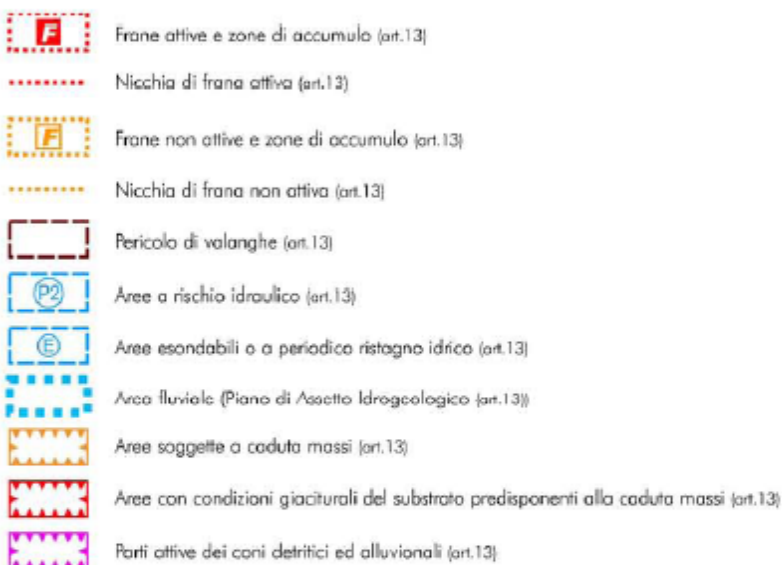 F Frane attive e zone di accumulo (art.13)
Nicchia di frana attiva (art.13)
F Frane non attive e zone di accumulo (art.13)
Nicchia di frana non attiva (art.13)
Pericolo di valanghe (art.13)
P2 Aree a rischio idraulico (art.13)
E Aree esondabili o a periodico ristagno idrico (art.13)
Area fluviale (Piano di Assetto Idrogeologico (art.13))
Aree soggette a caduta massi (art.13)
Aree con condizioni giaciturali del substrato predisponenti alla caduta massi (art.13)
Parti attive dei coni detritici ed alluvionali (art.13)